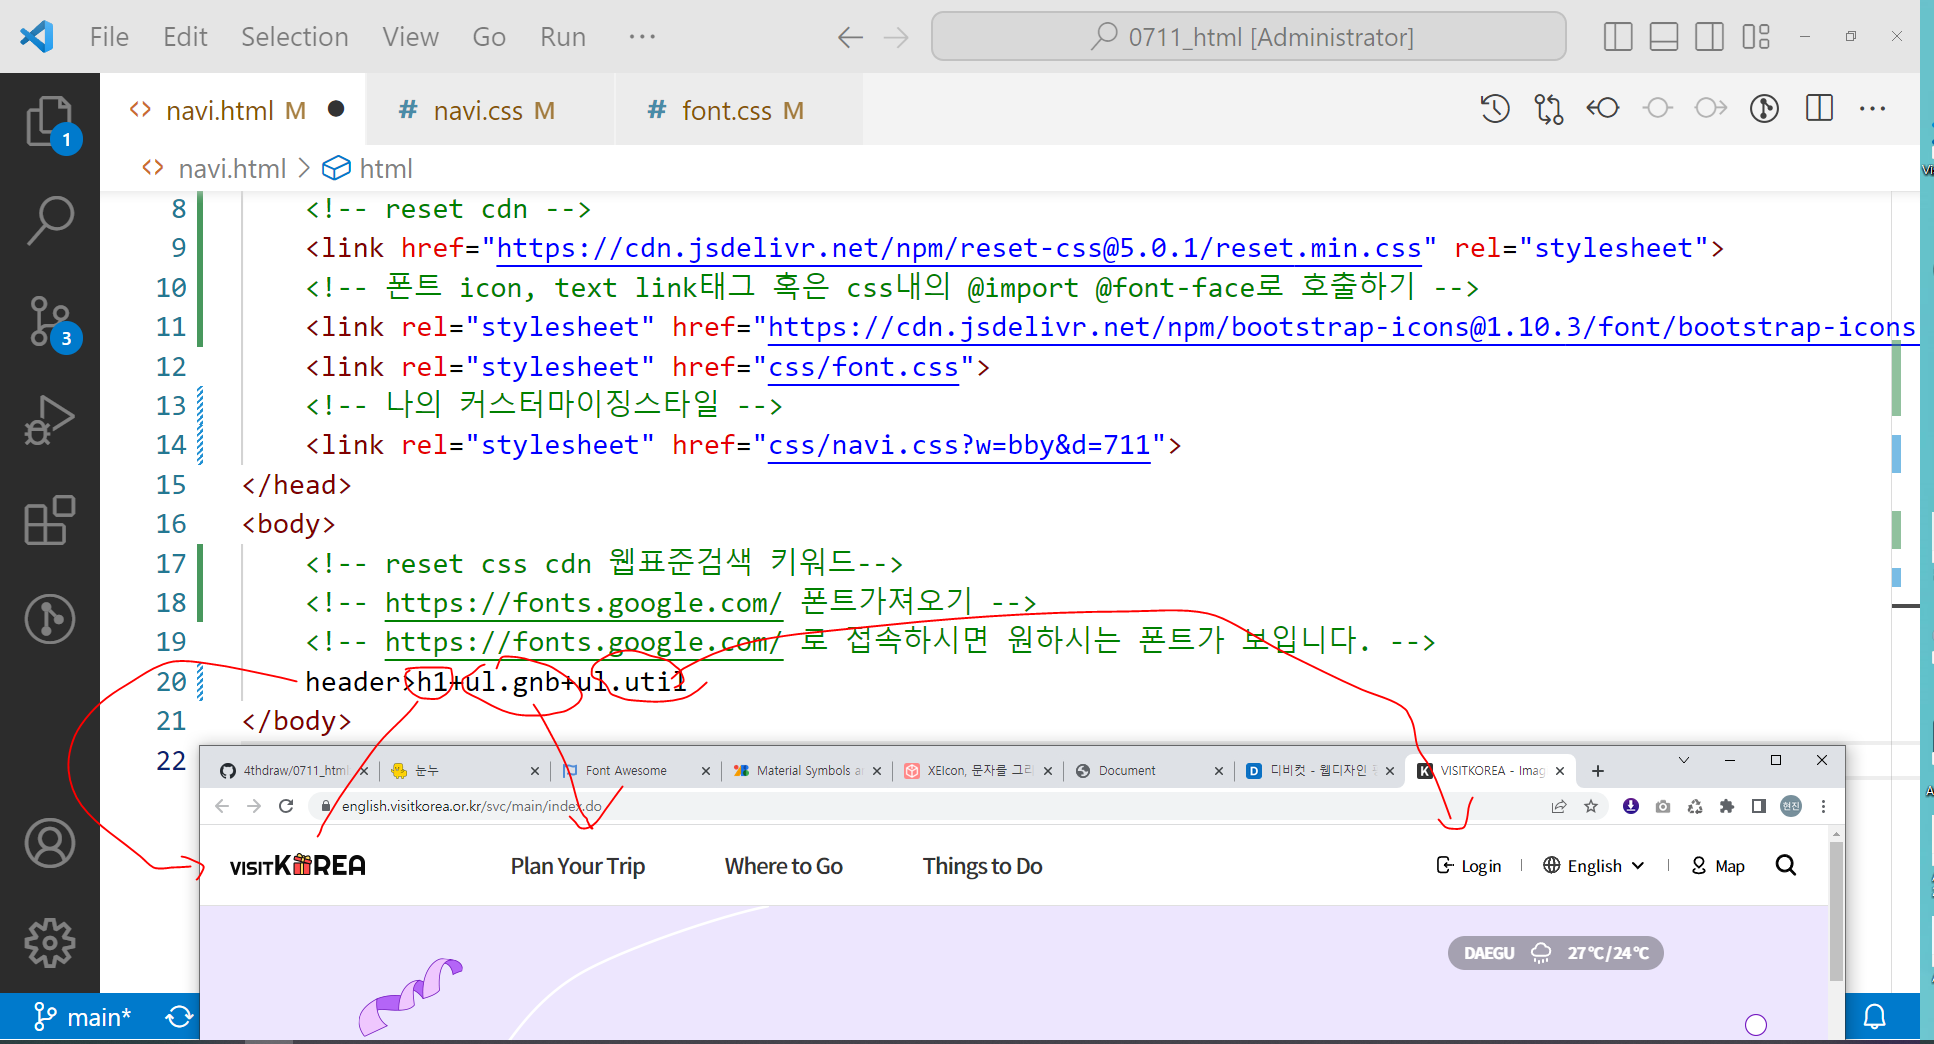 File Edit Selection View Go Run ···
0711_html [Administrator]
navi.html M
# navi.css M
# font.css M
navi.html > html
8 <!-- reset cdn -->
9 <link href="https://cdn.jsdelivr.net/npm/reset-css@5.0.1/reset.min.css" rel="stylesheet">
10 <!-- 폰트 icon, text link태그 혹은 css내의 @import @font-face로 호출하기 -->
11 <link rel="stylesheet" href="https://cdn.jsdelivr.net/npm/bootstrap-icons@1.10.3/font/bootstrap-icons
12 <link rel="stylesheet" href="css/font.css">
13 <!-- 나의 커스터마이징스타일 -->
14 <link rel="stylesheet" href="css/navi.css?w=bby&d=711">
15 </head>
16 <body>
17 <!-- reset css cdn 웹표준검색 키워드-->
18 <!-- https://fonts.google.com/ 폰트가져오기 -->
19 <!-- https://fonts.google.com/ 로 접속하시면 원하시는 폰트가 보입니다. -->
20 header>h1+ul.gnb+ul.util
21 </body>
22
1
3
main*
4thdraw/0711_html
눈누
Font Awesome
Material Symbols a
XEIcon, 문자를 그리
Document
디비컷 - 웹디자인
VISITKOREA - Imag
english.visitkorea.or.kr/svc/main/index.do
현진
VISITKOREA
Plan Your Trip
Where to Go
Things to Do
Login
English
Map
DAEGU 27℃/24℃